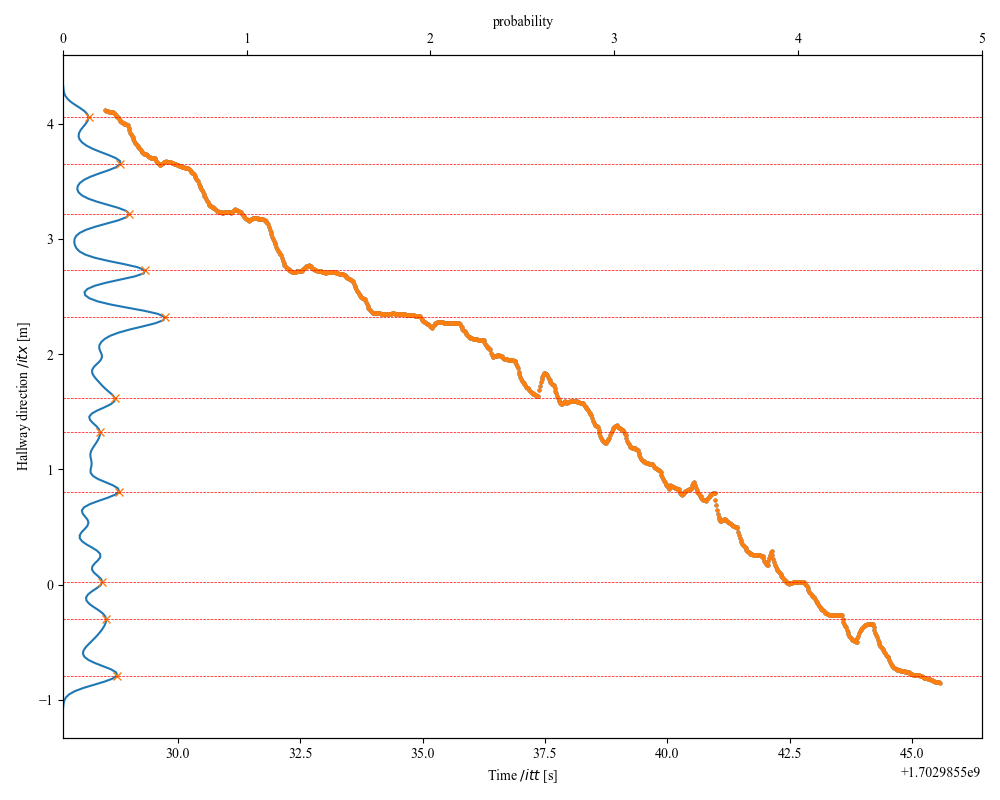 probability
0 1 2 3 4 5
4
3
2
1
0
−1
Hallway direction /itx [m]
30.0 32.5 35.0 37.5 40.0 42.5 45.0
+1.7029855e9
Time /itt [s]